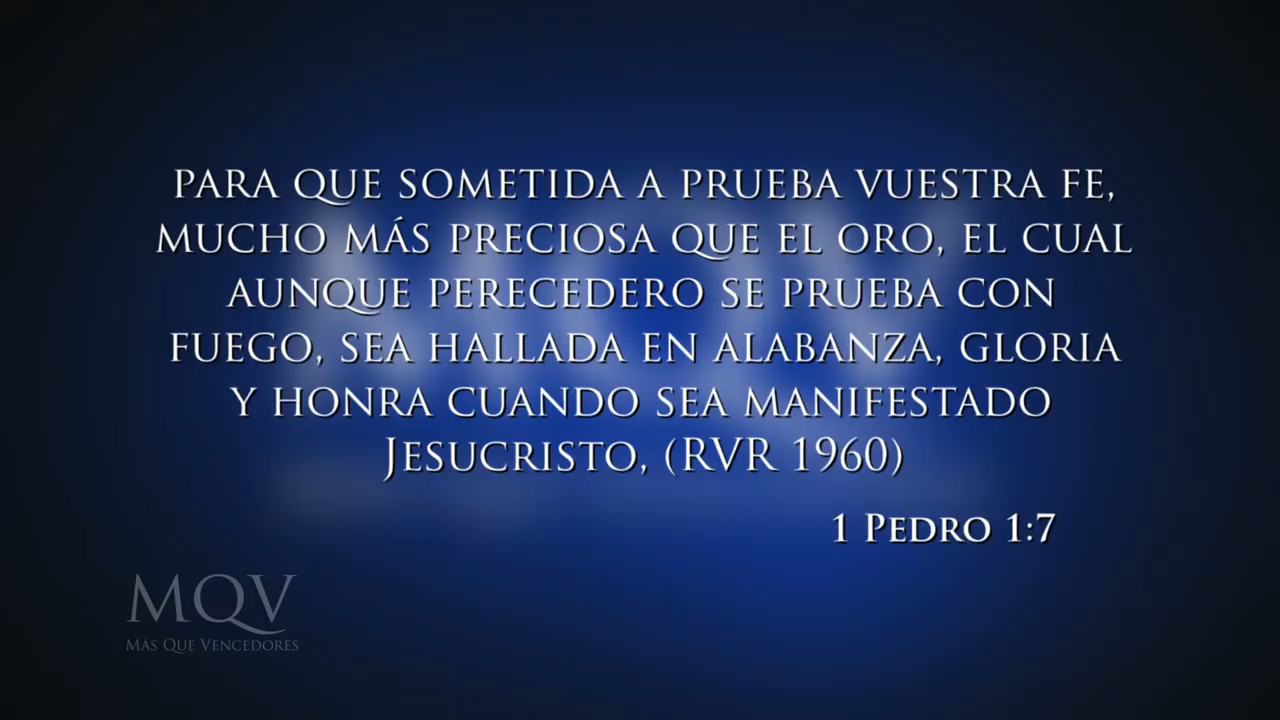 PARA QUE SOMETIDA A PRUEBA VUESTRA FE,
MUCHO MÁS PRECIOSA QUE EL ORO, EL CUAL
AUNQUE PERECEDERO SE PRUEBA CON
FUEGO, SEA HALLADA EN ALABANZA, GLORIA
Y HONRA CUANDO SEA MANIFESTADO
JESUCRISTO, (RVR 1960)
1 PEDRO 1:7
MQV
MÁS QUE VENCEDORES